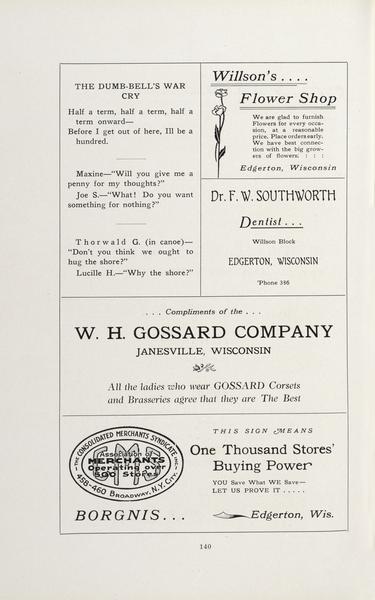 THE DUMB-BELL'S WAR
CRY
Half a term, half a term, half a
term onward—
Before I get out of here, Ill be a
hundred.
Maxine—"Will you give me a
penny for my thoughts?"
Joe S.—"What! Do you want
something for nothing?"
Thorwald G. (in canoe)—
"Don't you think we ought to
hug the shore?"
Lucille H.—"Why the shore?"
Willson's . . . .
Flower Shop
We are glad to furnish
Flowers for every occa-
sion, at a reasonable
price. Place orders early.
We have best connec-
tion with the big grow-
ers of flowers. : : :
Edgerton, Wisconsin
Dr. F. W. SOUTHWORTH
Dentist . . .
Willson Block
EDGERTON, WISCONSIN
'Phone 386
. . . Compliments of the . . .
W. H. GOSSARD COMPANY
JANESVILLE, WISCONSIN
All the ladies who wear GOSSARD Corsets
and Brasseries agree that they are The Best
THE CONSOLIDATED MERCHANTS SYNDICATE, INC.
CMS
Association of
MERCHANTS
Operating over
500 Stores
458-460 BROADWAY, N.Y. CITY.
BORGNIS...
THIS SIGN MEANS
One Thousand Stores'
Buying Power
YOU Save What WE Save—
LET US PROVE IT . . . . .
Edgerton, Wis.
140